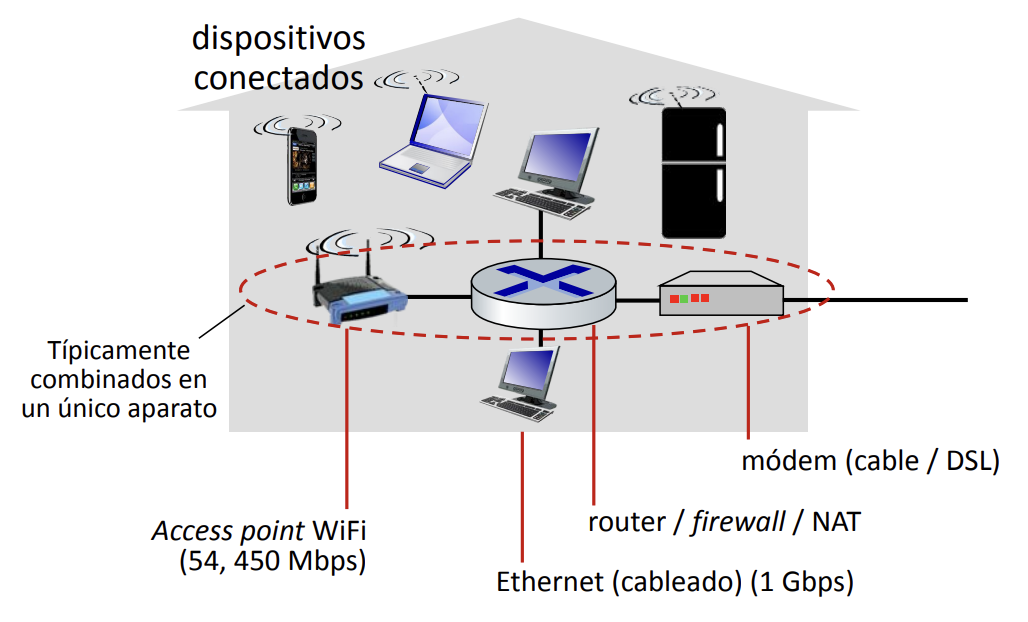 dispositivos
conectados
Típicamente
combinados en
un único aparato
módem (cable / DSL)
Access point WiFi
(54, 450 Mbps)
router / firewall / NAT
Ethernet (cableado) (1 Gbps)